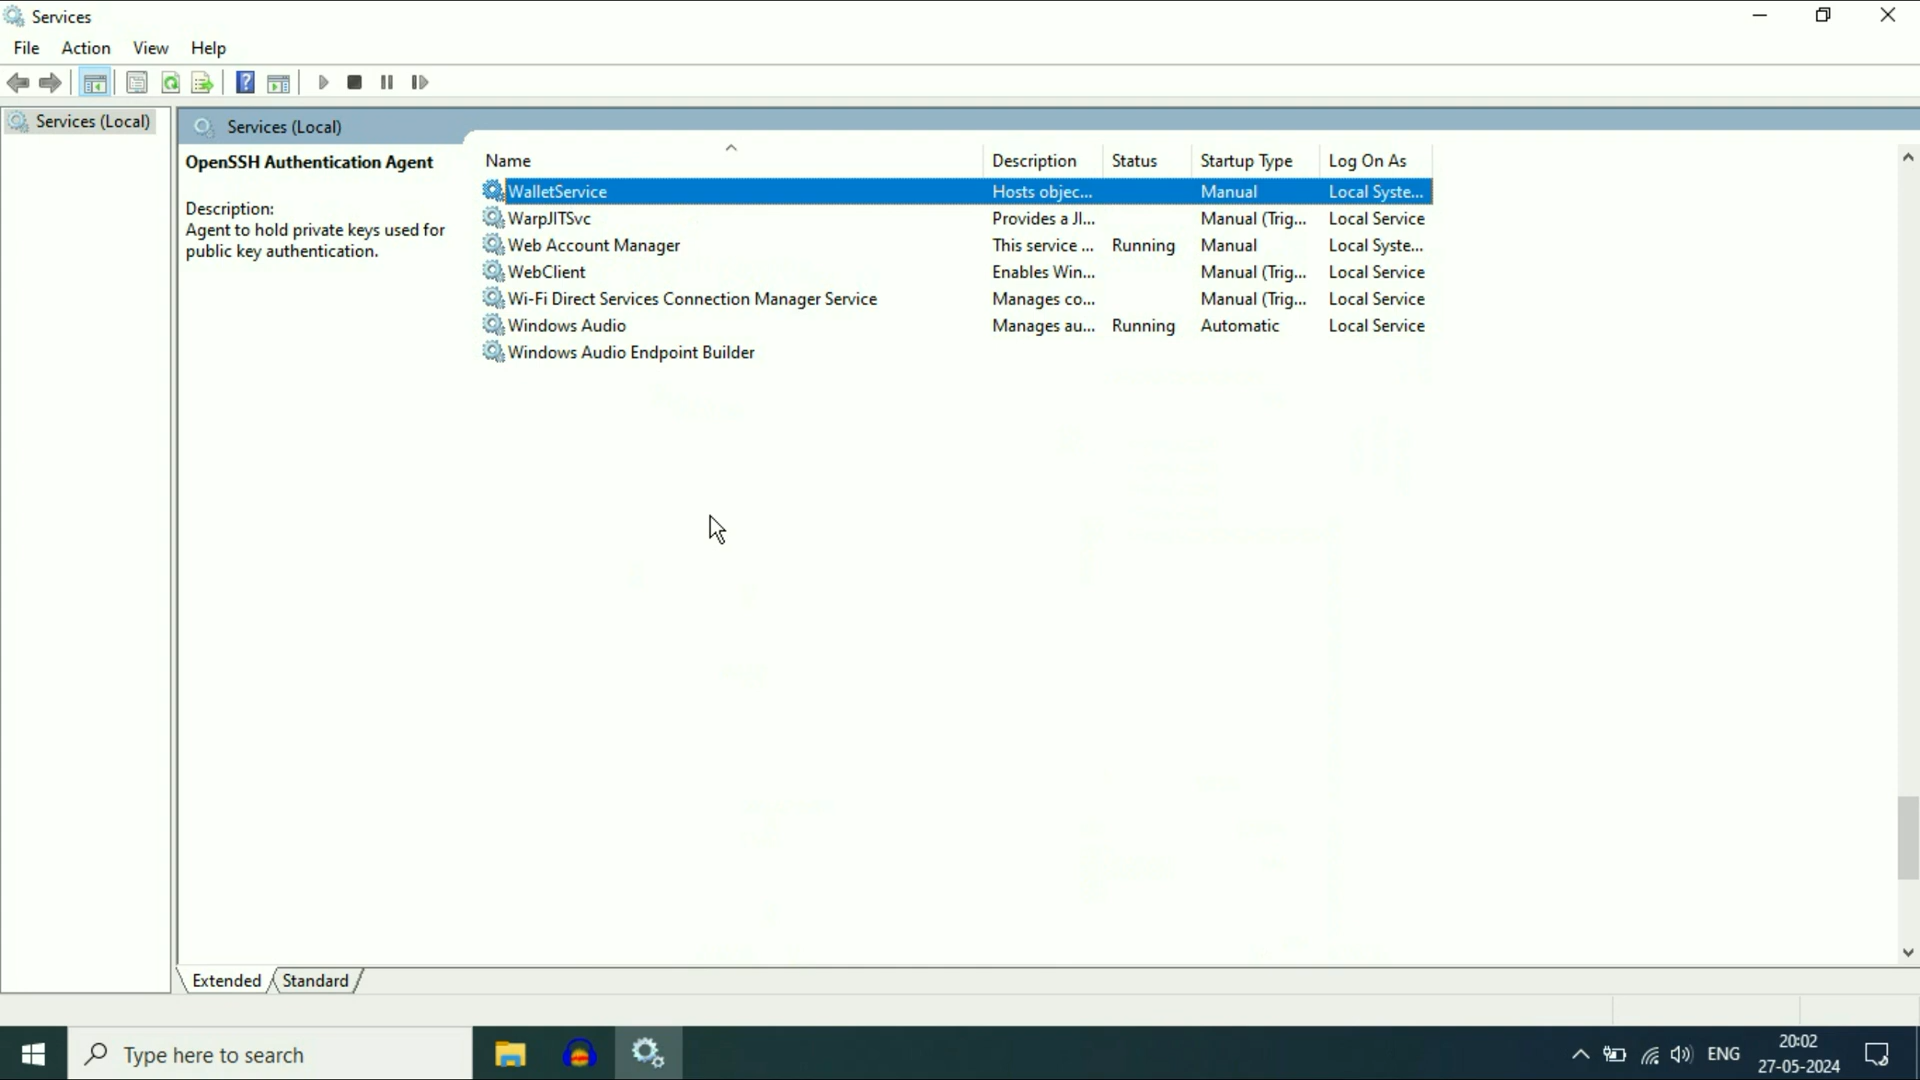 Services
File Action View Help
Services (Local)
Services (Local)
OpenSSH Authentication Agent
Description:
Agent to hold private keys used for
public key authentication.
Name Description Status Startup Type Log On As
WalletService Hosts objec... Manual Local Syste...
WarpJITSvc Provides a JI... Manual (Trig... Local Service
Web Account Manager This service ... Running Manual Local Syste...
WebClient Enables Win... Manual (Trig... Local Service
Wi-Fi Direct Services Connection Manager Service Manages co... Manual (Trig... Local Service
Windows Audio Manages au... Running Automatic Local Service
Windows Audio Endpoint Builder
Extended Standard
Type here to search
ENG
20:02
27-05-2024